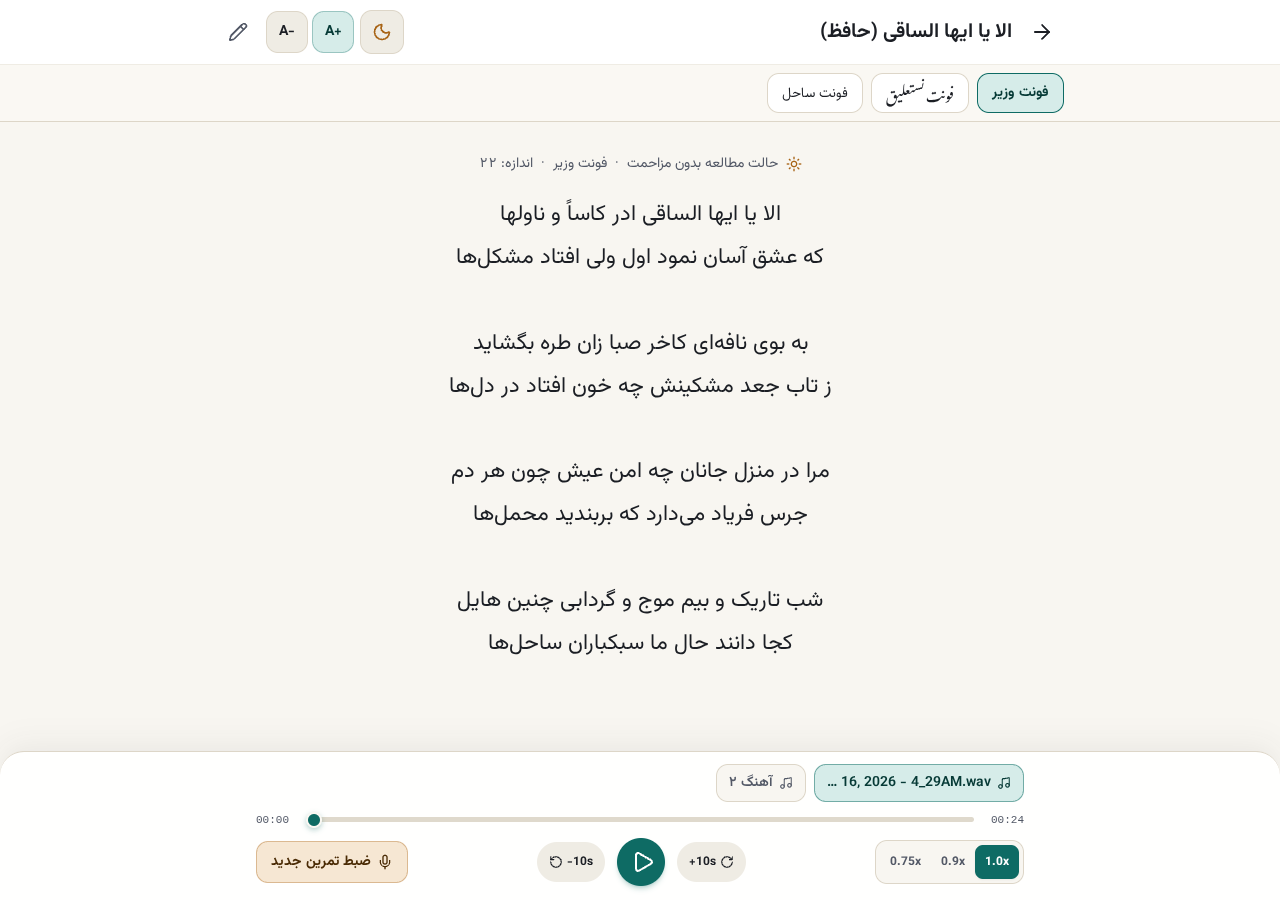 الا یا ایها الساقی (حافظ)
A+
A-
فونت وزیر
فونت نستعلیق
فونت ساحل
حالت مطالعه بدون مزاحمت · فونت وزیر · اندازه: ۲۲
الا یا ایها الساقی ادر کاساً و ناولها
که عشق آسان نمود اول ولی افتاد مشکل‌ها
به بوی نافه‌ای کاخر صبا زان طره بگشاید
ز تاب جعد مشکینش چه خون افتاد در دل‌ها
مرا در منزل جانان چه امن عیش چون هر دم
جرس فریاد می‌دارد که بربندید محمل‌ها
شب تاریک و بیم موج و گردابی چنین هایل
کجا دانند حال ما سبکباران ساحل‌ها
... 16, 2026 - 4_29AM.wav
آهنگ ۲
00:24
00:00
1.0x
0.9x
0.75x
+10s
-10s
ضبط تمرین جدید